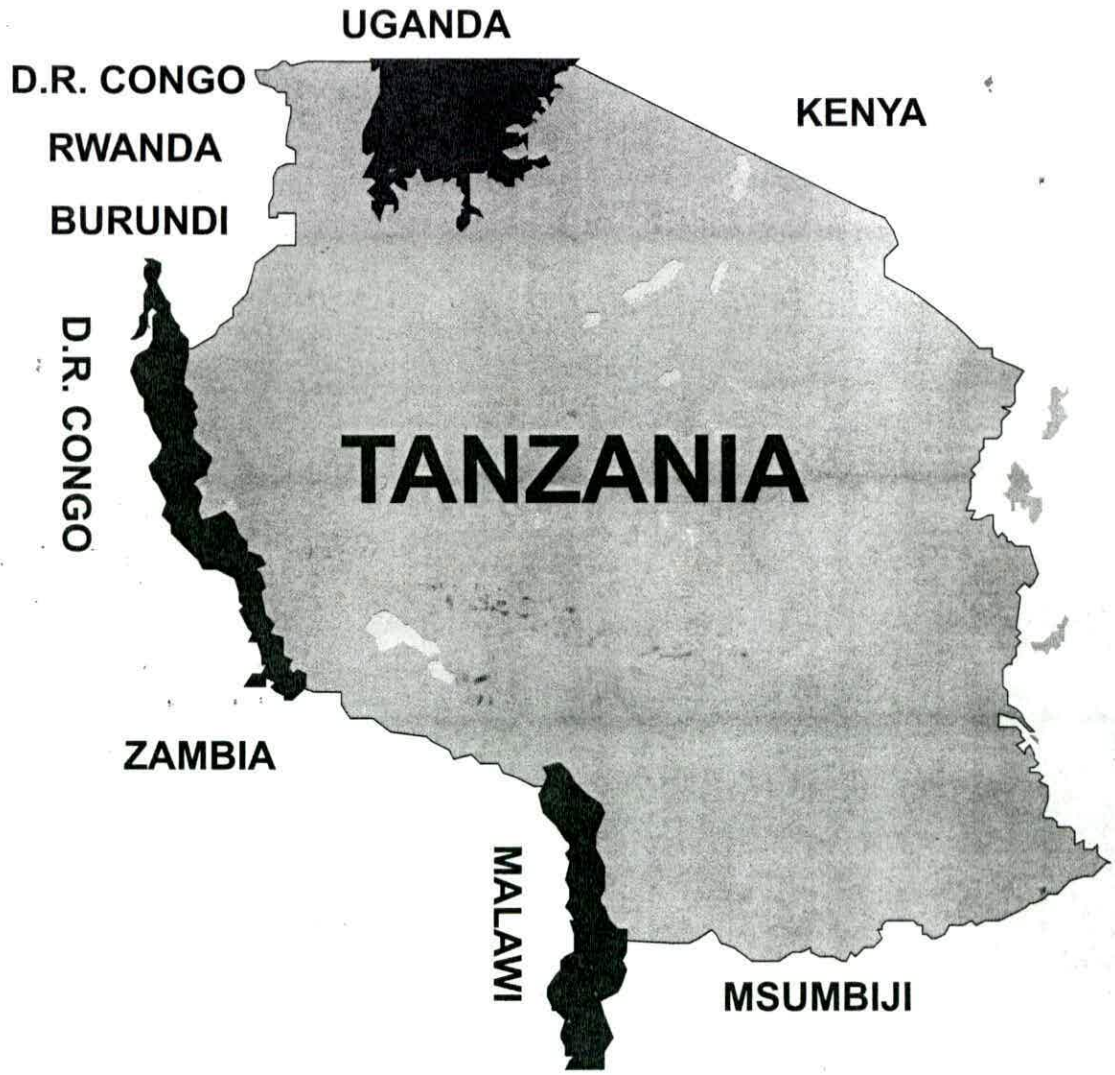 UGANDA
D.R. CONGO
KENYA
RWANDA
BURUNDI
D.R. CONGO
TANZANIA
ZAMBIA
MALAWI
MSUMBIJI